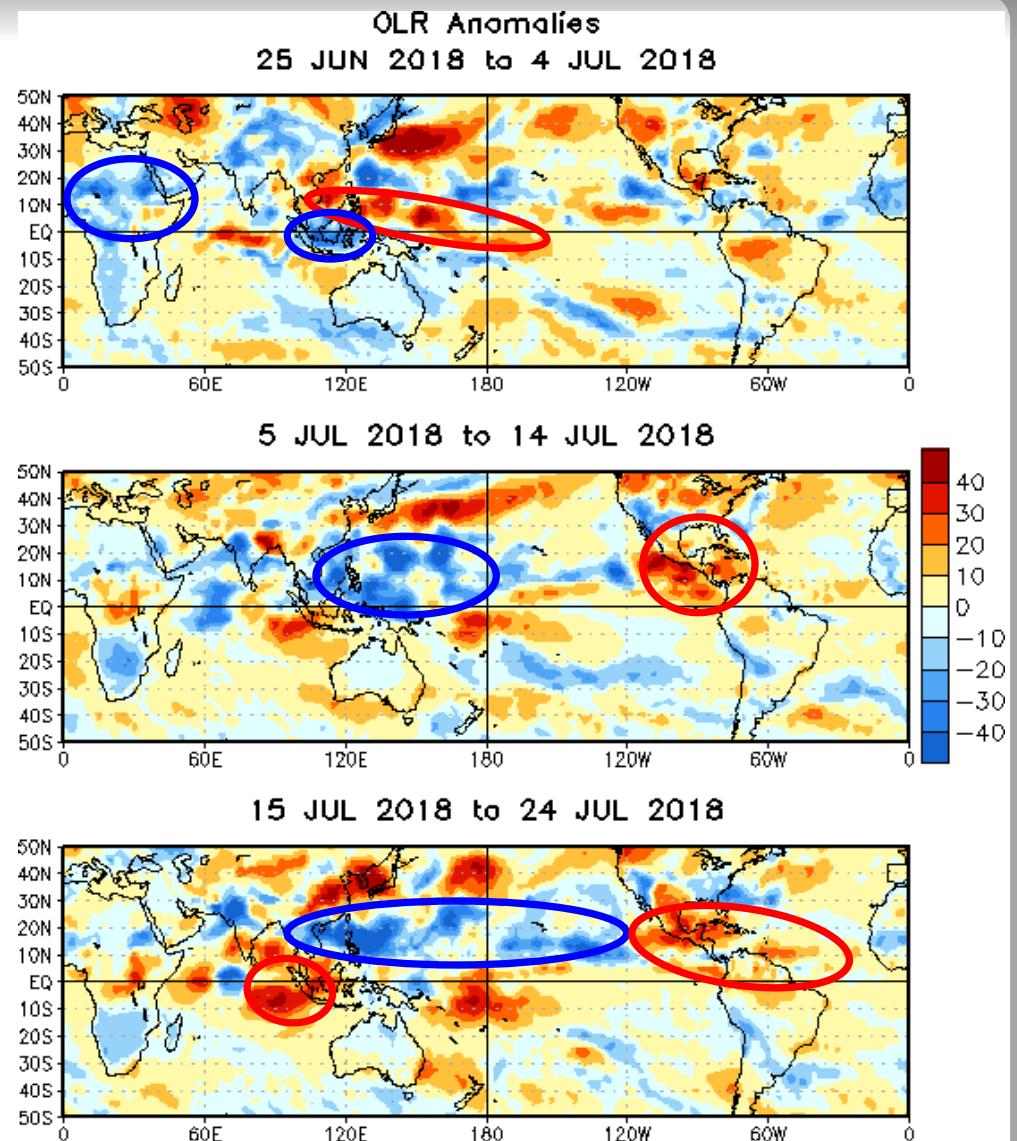 OLR Anomalies
25 JUN 2018 to 4 JUL 2018
50N
40N
30N
20N
10N
EQ
10S
20S
30S
40S
50S
0 60E 120E 180 120W 60W 0
5 JUL 2018 to 14 JUL 2018
50N
40N
30N
20N
10N
EQ
10S
20S
30S
40S
50S
0 60E 120E 180 120W 60W 0
40
30
20
10
0
-10
-20
-30
-40
15 JUL 2018 to 24 JUL 2018
50N
40N
30N
20N
10N
EQ
10S
20S
30S
40S
50S
0 60E 120E 180 120W 60W 0